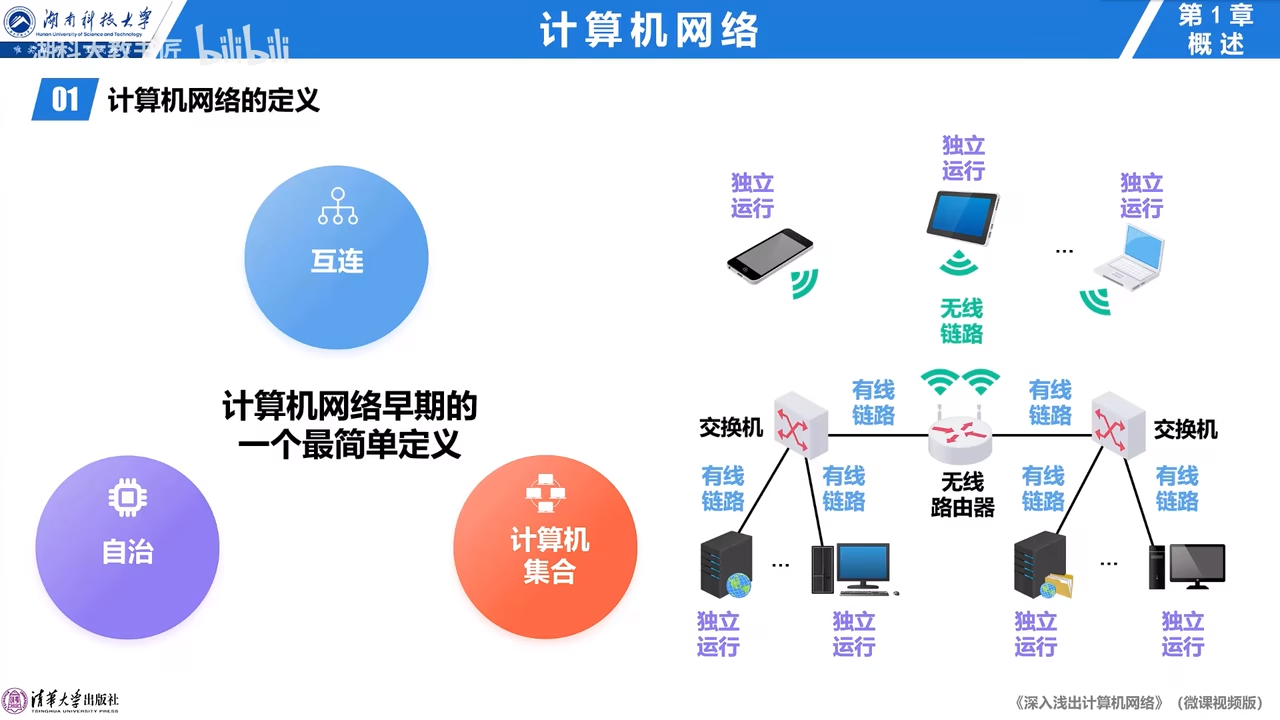 湖南科技大学
Hunan University of Science and Technology
湖科大教书匠
bilibili
计算机网络
第 1 章
概 述
01 计算机网络的定义
互连
计算机网络早期的
一个最简单定义
自治
计算机
集合
独立
运行
独立
运行
独立
运行
...
无线
链路
有线
链路
有线
链路
交换机
交换机
无线
路由器
有线
链路
有线
链路
有线
链路
有线
链路
...
...
独立
运行
独立
运行
独立
运行
独立
运行
清华大学出版社
TSINGHUA UNIVERSITY PRESS
《深入浅出计算机网络》(微课视频版)